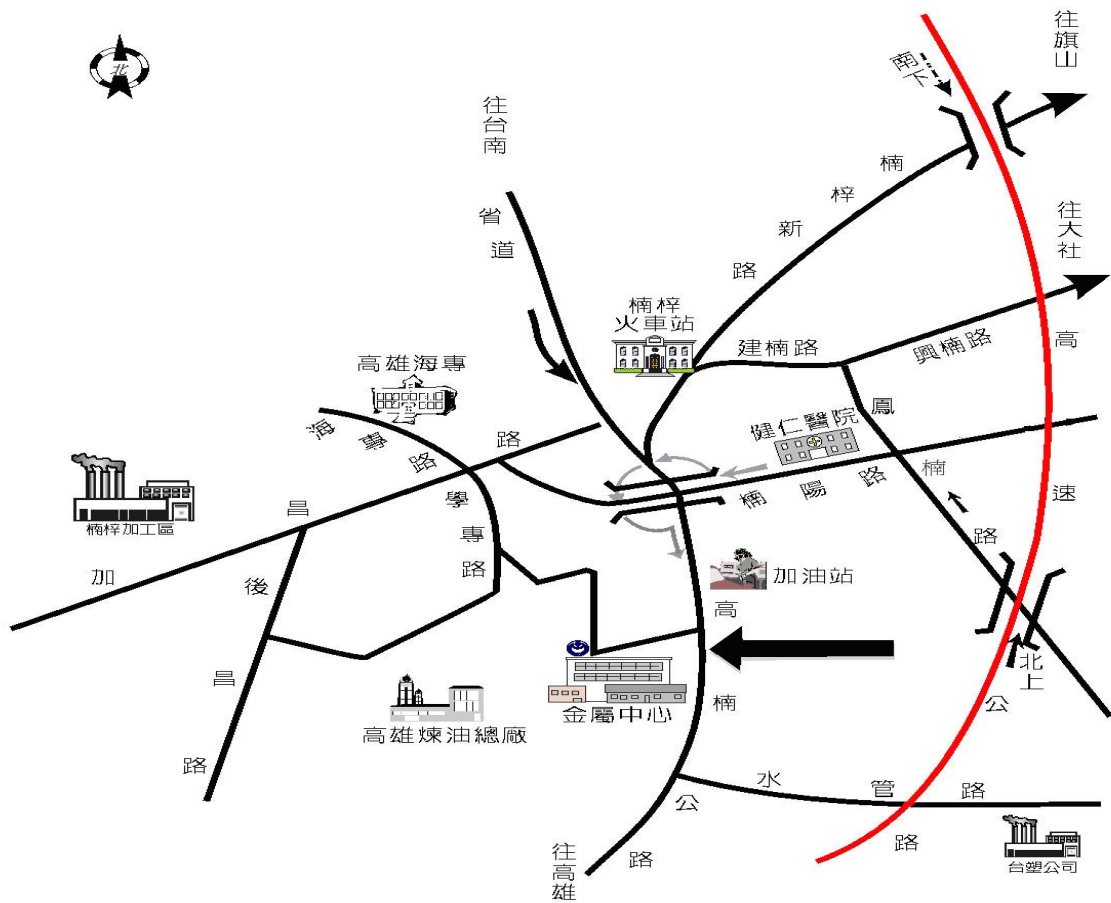 北
往旗山
南下
往台南
省道
楠梓新路
往大社
楠梓
火車站
建楠路
興楠路
高雄海專
海專路
加昌路
學專路
健仁醫院
鳳楠路
楠陽路
高速公路
楠梓加工區
後昌路
加油站
高楠公路
北上
金屬中心
高雄煉油總廠
水管路
台塑公司
往高雄